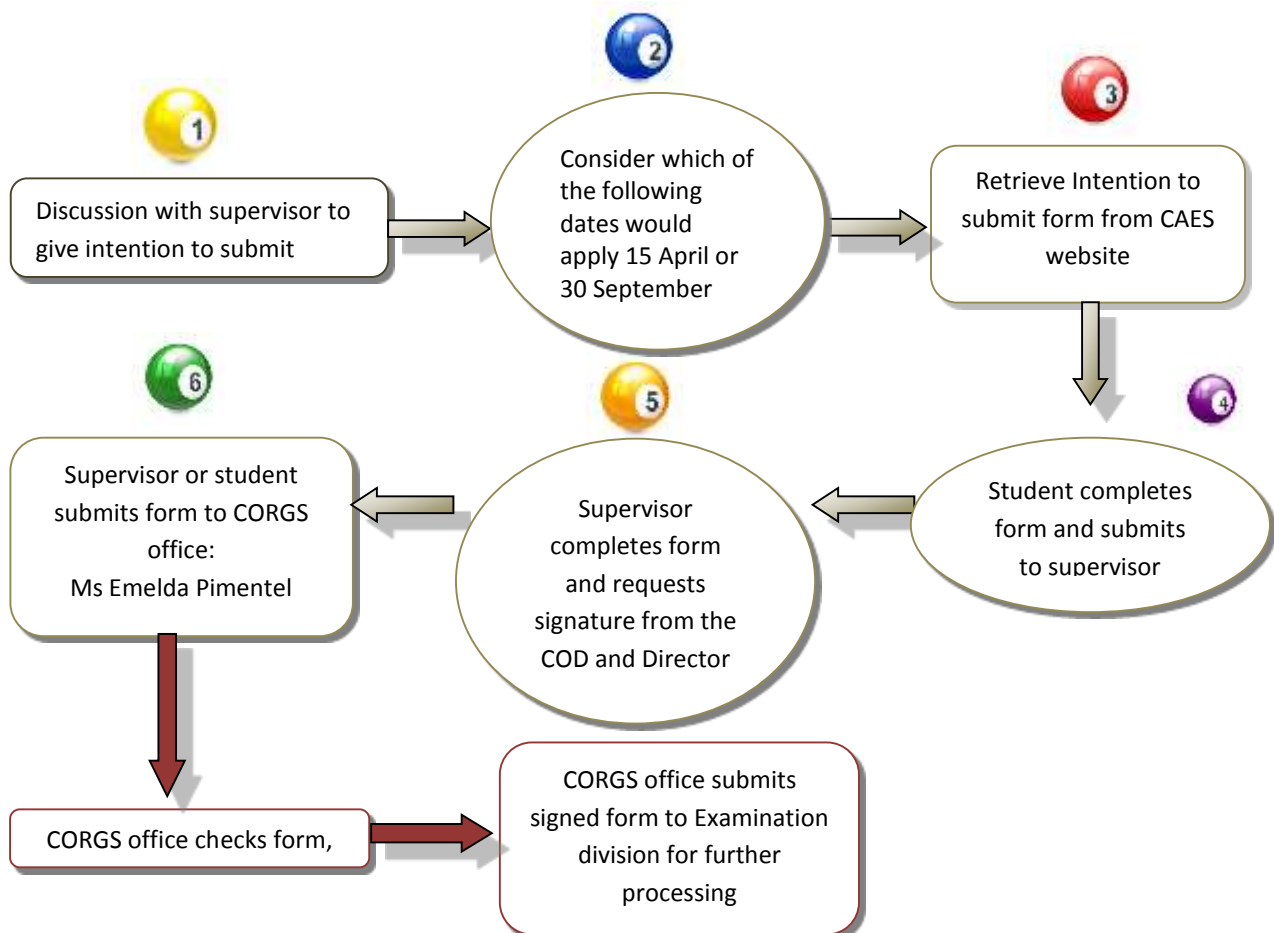 1
Discussion with supervisor to
give intention to submit
2
Consider which of
the following
dates would
apply 15 April or
30 September
3
Retrieve Intention to
submit form from CAES
website
4
Student completes
form and submits
to supervisor
5
Supervisor
completes form
and requests
signature from the
COD and Director
6
Supervisor or student
submits form to CORGS
office:
Ms Emelda Pimentel
CORGS office checks form,
CORGS office submits
signed form to Examination
division for further
processing